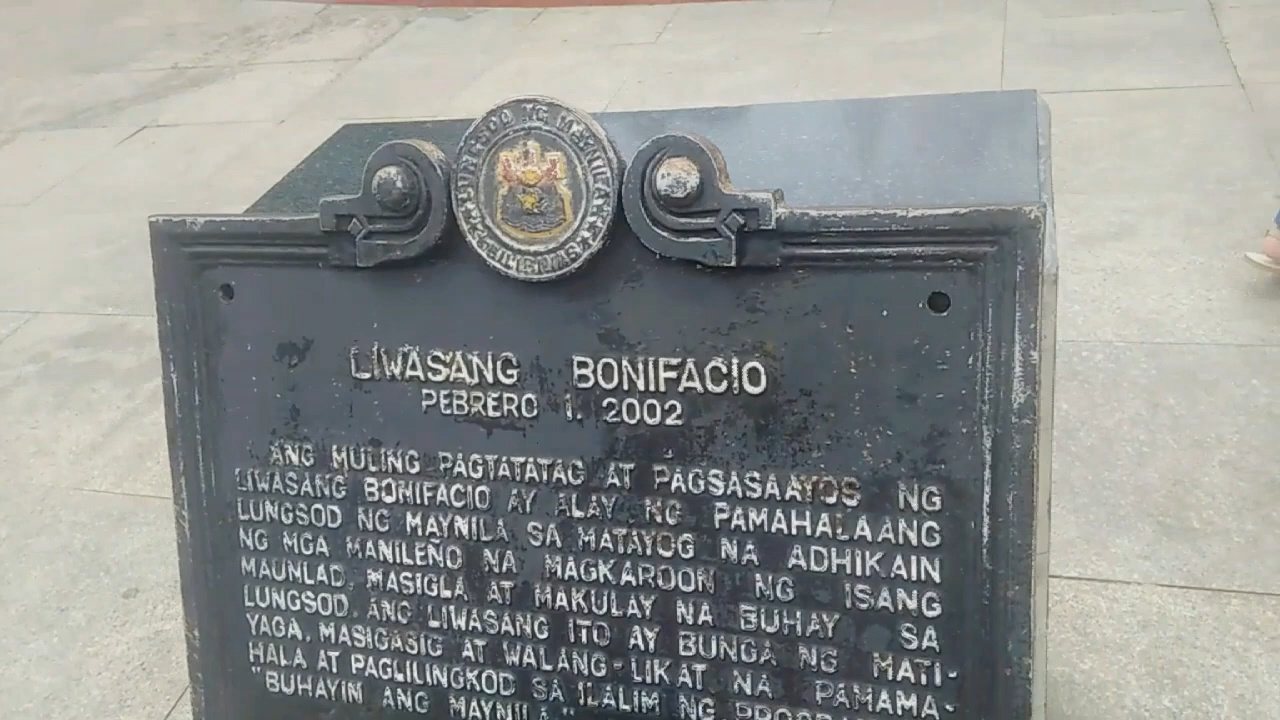 LUNGSOD NG MAYNILA
PILIPINAS
LIWASANG BONIFACIO
PEBRERO 1, 2002
ANG MULING PAGTATATAG AT PAGSASAAYOS NG
LIWASANG BONIFACIO AY ALAY NG PAMAHALAANG
LUNGSOD NG MAYNILA SA MATAYOG NA ADHIKAIN
NG MGA MANILEÑO NA MAGKAROON NG ISANG
MAUNLAD, MASIGLA AT MAKULAY NA BUHAY SA
LUNGSOD. ANG LIWASANG ITO AY BUNGA NG MATI-
YAGA, MASIGASIG AT WALANG-LIKAT NA PAMAMA-
HALA AT PAGLILINGKOD SA ILALIM NG
"BUHAYIN ANG MAYNILA"